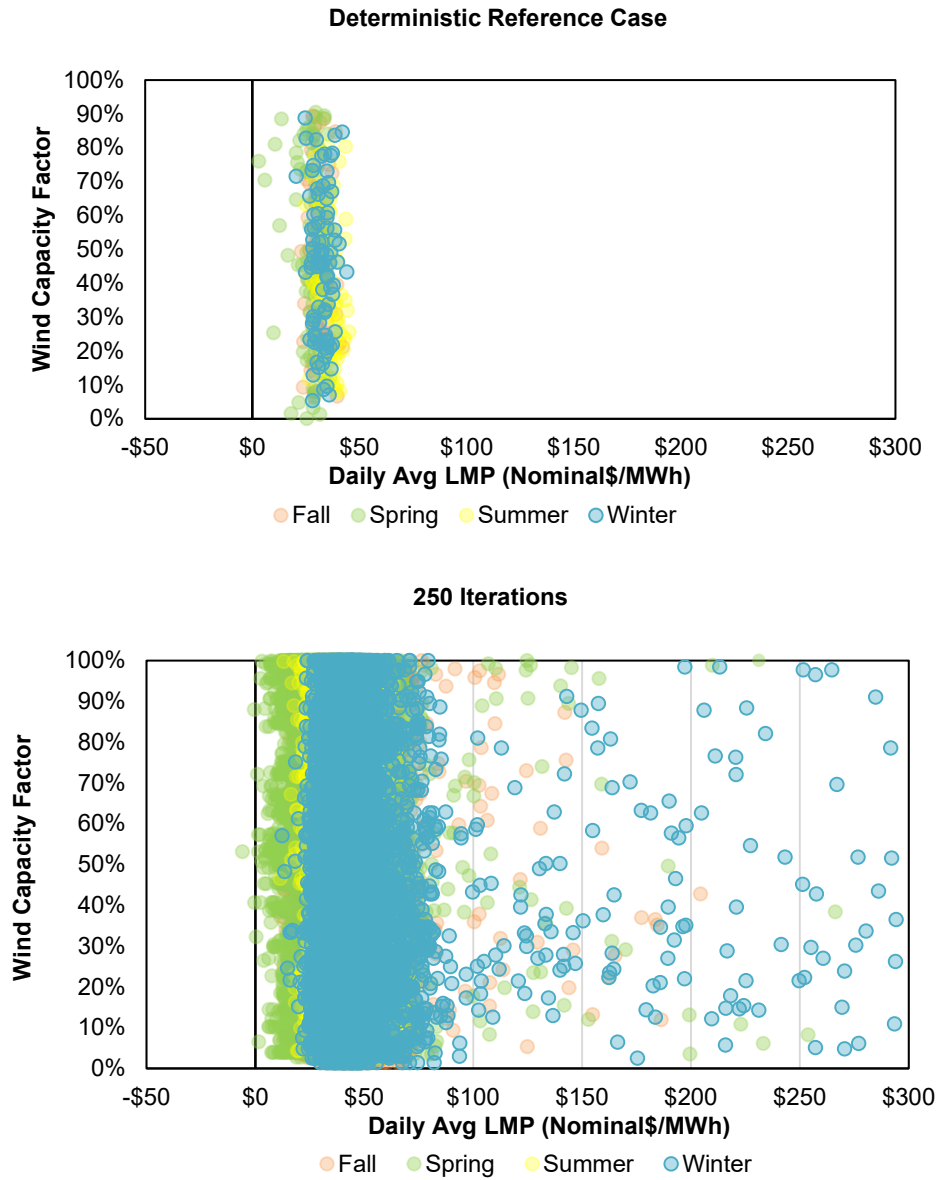 Deterministic Reference Case
100%
90%
80%
70%
60%
50%
40%
30%
20%
10%
0%
Wind Capacity Factor
-$50 $0 $50 $100 $150 $200 $250 $300
Daily Avg LMP (Nominal$/MWh)
Fall Spring Summer Winter
250 Iterations
100%
90%
80%
70%
60%
50%
40%
30%
20%
10%
0%
Wind Capacity Factor
-$50 $0 $50 $100 $150 $200 $250 $300
Daily Avg LMP (Nominal$/MWh)
Fall Spring Summer Winter